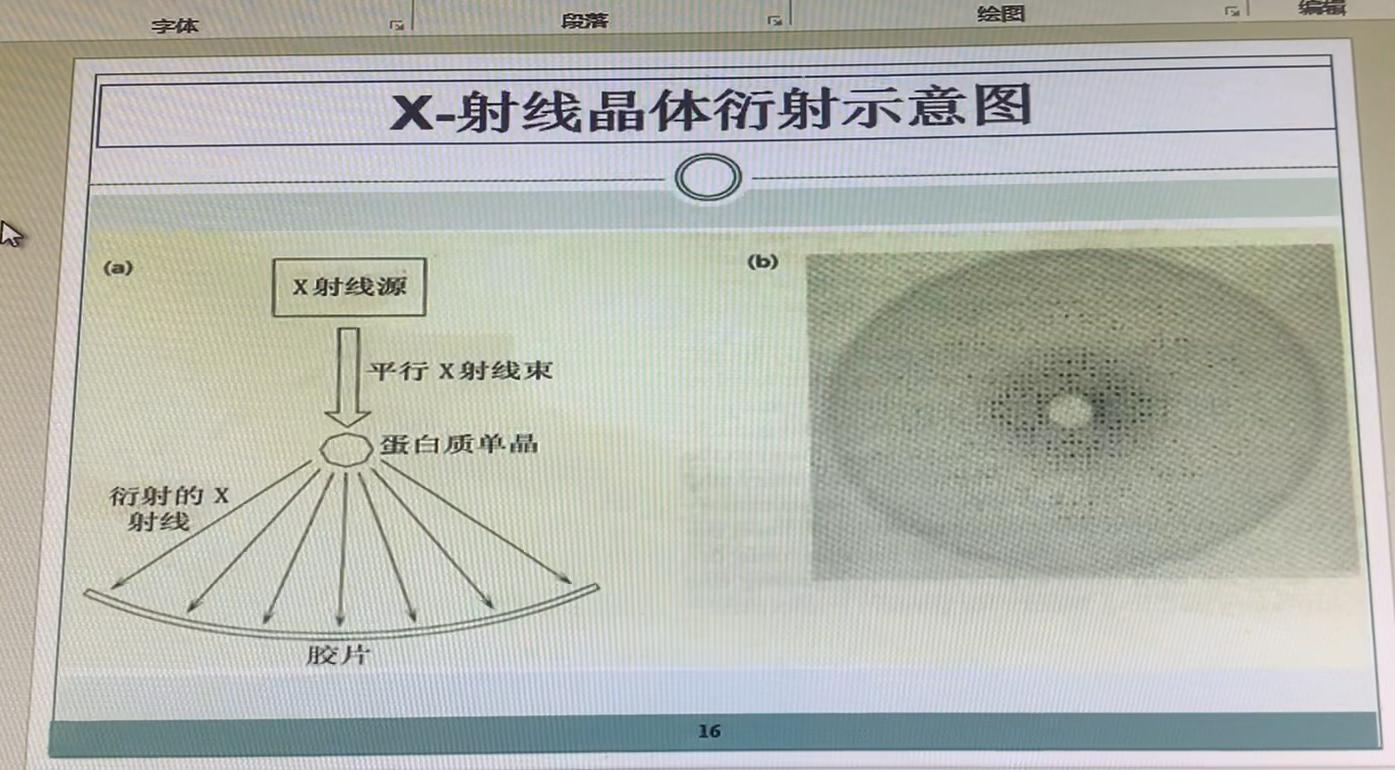 字体
段落
绘图
编辑
X-射线晶体衍射示意图
(a)
X射线源
平行 X射线束
蛋白质单晶
衍射的 X
射线
胶片
(b)
16